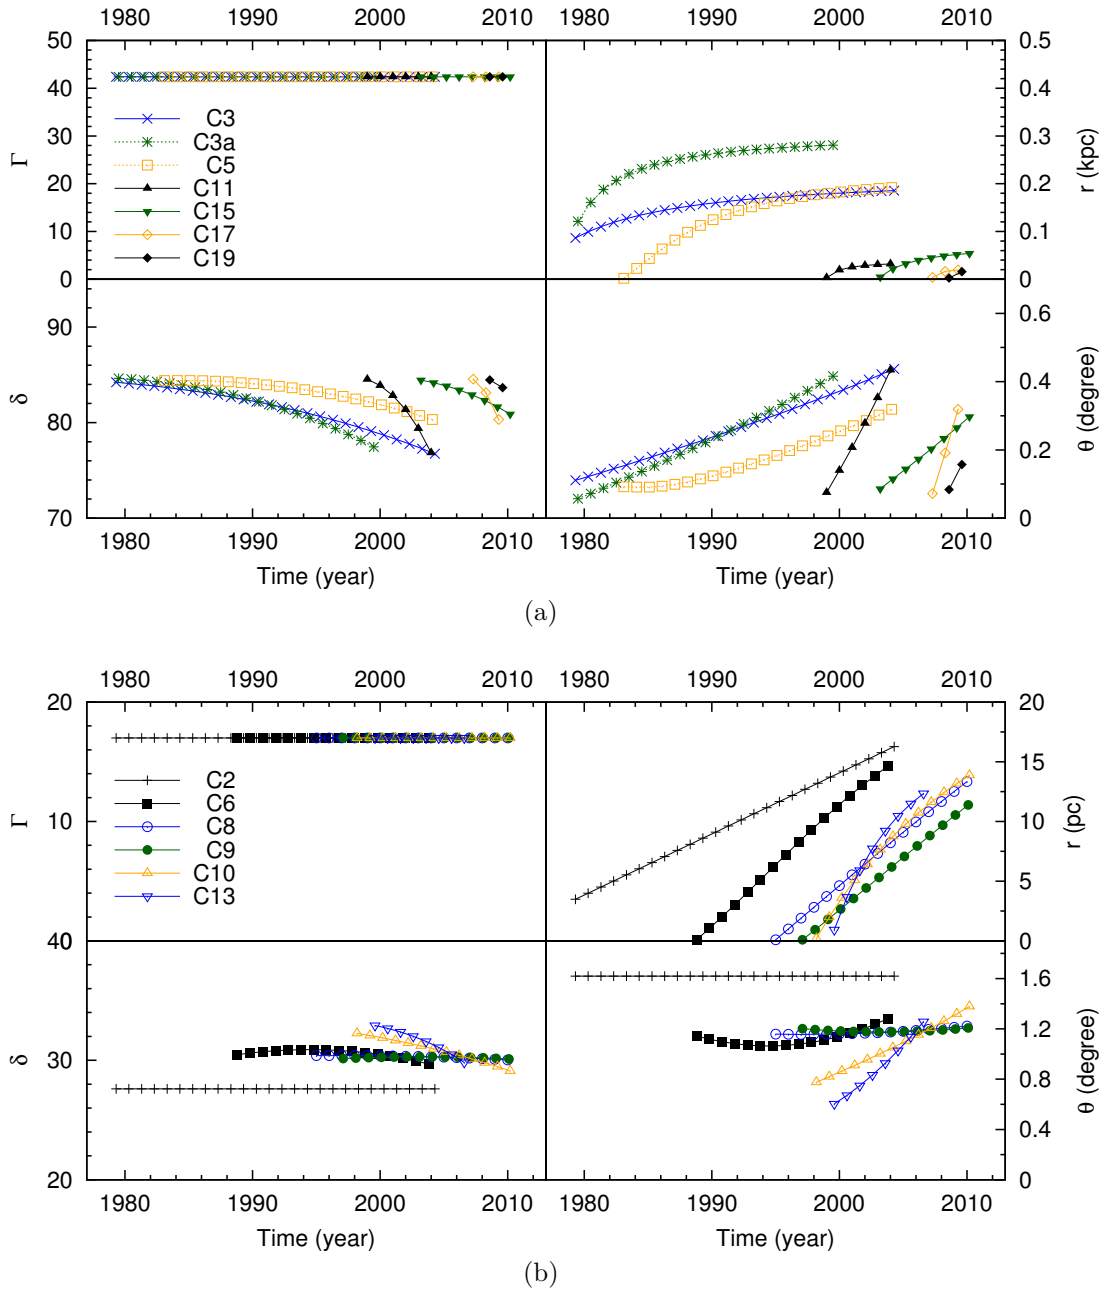 1980 1990 2000 2010 1980 1990 2000 2010
50 0.5
40 0.4
30 0.3
20 0.2
10 0.1
0 0
Γ r (kpc)
C3
C3a
C5
C11
C15
C17
C19
90 0.6
80 0.4
0.2
70 0
δ θ (degree)
1980 1990 2000 2010 1980 1990 2000 2010
Time (year) Time (year)
(a)
1980 1990 2000 2010 1980 1990 2000 2010
20 20
15
10 10
5
0 0
Γ r (pc)
C2
C6
C8
C9
C10
C13
40 1.6
30 1.2
0.8
0.4
20 0
δ θ (degree)
1980 1990 2000 2010 1980 1990 2000 2010
Time (year) Time (year)
(b)